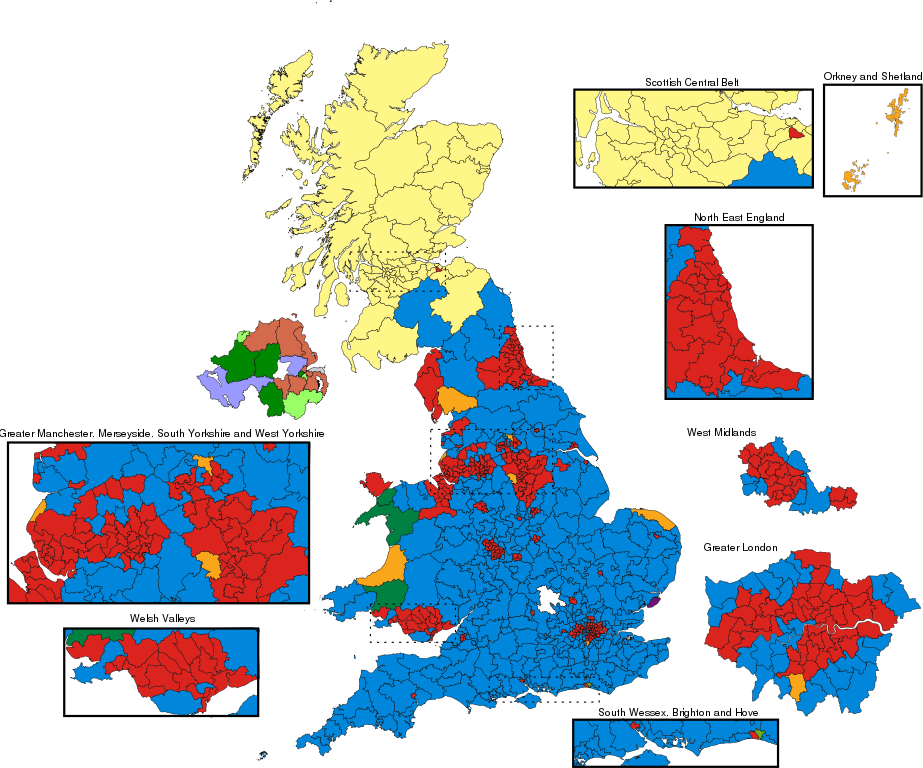 Scottish Central Belt
Orkney and Shetland
North East England
Greater Manchester, Merseyside, South Yorkshire and West Yorkshire
West Midlands
Greater London
Welsh Valleys
South Wessex, Brighton and Hove